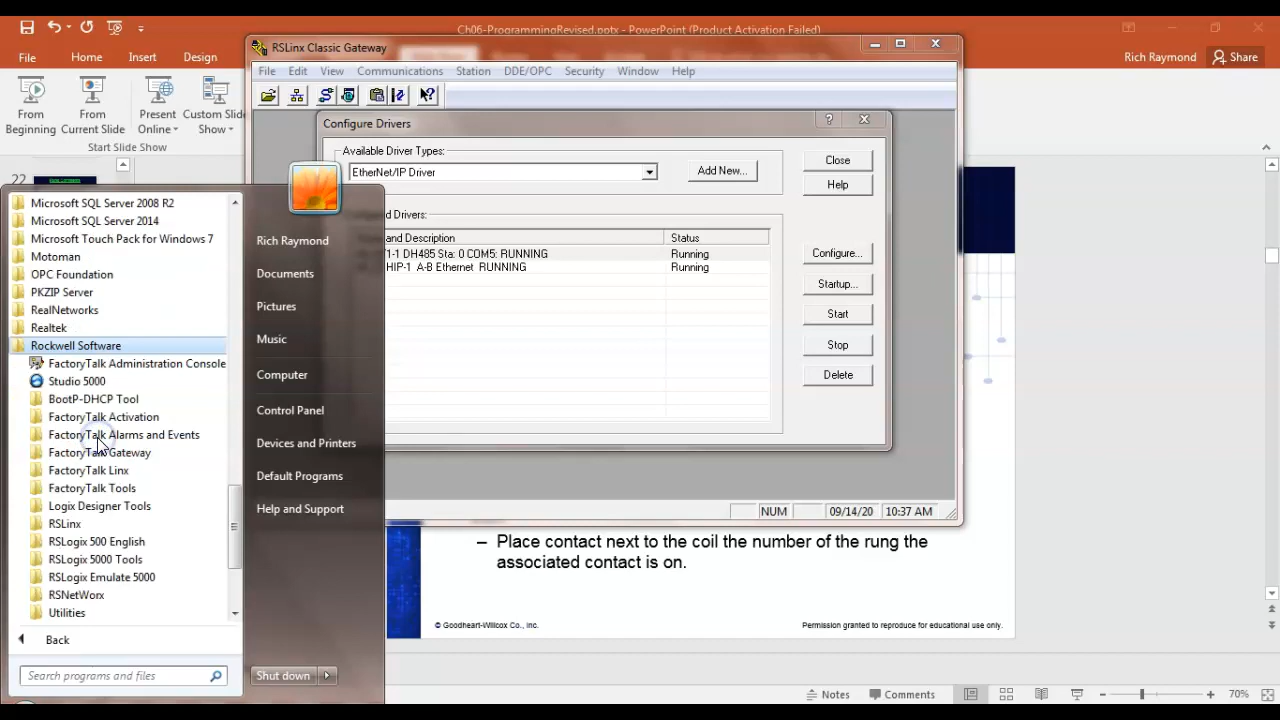 Ch06-ProgrammingRevised.pptx - PowerPoint (Product Activation Failed)
File Home Insert Design
Rich Raymond Share
From Beginning
From Current Slide
Present Online
Custom Slide Show
Start Slide Show
22
RSLinx Classic Gateway
File Edit View Communications Station DDE/OPC Security Window Help
Configure Drivers
Available Driver Types:
EtherNet/IP Driver
Add New...
Close
Help
d Drivers:
and Description Status
1-1 DH485 Sta: 0 COM5: RUNNING Running
HIP-1 A-B Ethernet RUNNING Running
Configure...
Startup...
Start
Stop
Delete
NUM 09/14/20 10:37 AM
Microsoft SQL Server 2008 R2
Microsoft SQL Server 2014
Microsoft Touch Pack for Windows 7
Motoman
OPC Foundation
PKZIP Server
RealNetworks
Realtek
Rockwell Software
FactoryTalk Administration Console
Studio 5000
BootP-DHCP Tool
FactoryTalk Activation
FactoryTalk Alarms and Events
FactoryTalk Gateway
FactoryTalk Linx
FactoryTalk Tools
Logix Designer Tools
RSLinx
RSLogix 500 English
RSLogix 5000 Tools
RSLogix Emulate 5000
RSNetWorx
Utilities
Back
Search programs and files
Rich Raymond
Documents
Pictures
Music
Computer
Control Panel
Devices and Printers
Default Programs
Help and Support
Shut down
– Place contact next to the coil the number of the rung the
associated contact is on.
© Goodheart-Willcox Co., Inc. Permission granted to reproduce for educational use only.
Notes Comments 70%